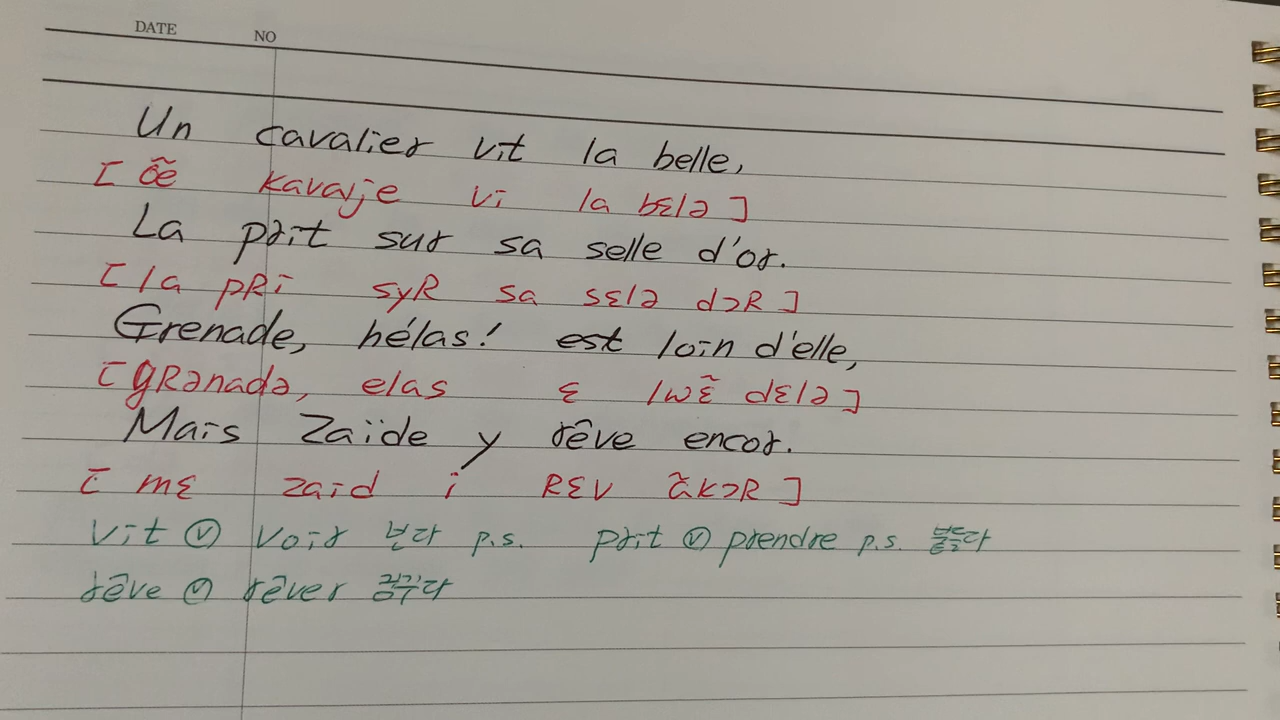 DATE NO
Un cavalier vit la belle,
[ œ̃ kavalje vi la bɛlə ]
La prit sur sa selle d'or.
[ la pRi syR sa sɛlə dɔR ]
Grenade, hélas! est loin d'elle,
[ gRənadə, elas ɛ lwɛ̃ dɛlə ]
Mais Zaïde y rêve encor.
[ mɛ zaid i Rɛv ãkɔR ]
vit ⓥ voir 본다 p.s. prit ⓥ prendre p.s. 붙들다
rêve ⓥ rêver 꿈꾸다